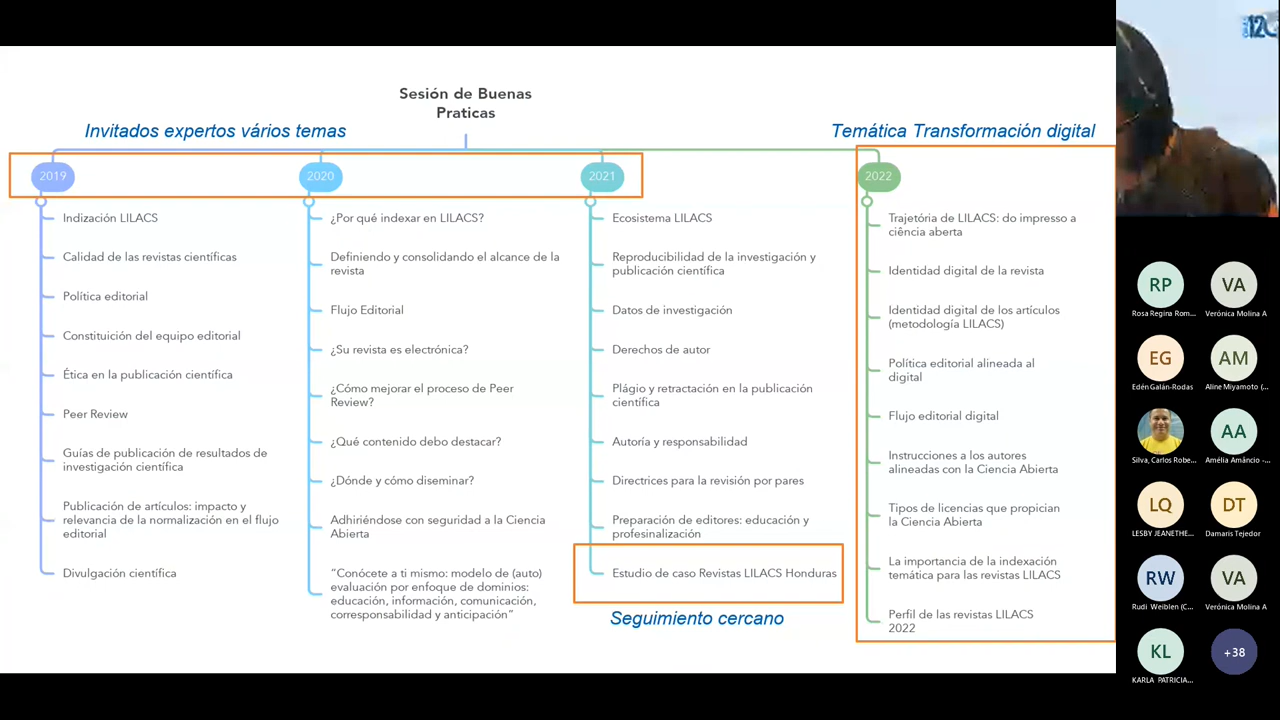 Sesión de Buenas
Praticas
Invitados expertos vários temas
Temática Transformación digital
2019
Indización LILACS
Calidad de las revistas científicas
Política editorial
Constitución del equipo editorial
Ética en la publicación científica
Peer Review
Guías de publicación de resultados de
investigación científica
Publicación de artículos: impacto y
relevancia de la normalización en el flujo
editorial
Divulgación científica
2020
¿Por qué indexar en LILACS?
Definiendo y consolidando el alcance de la
revista
Flujo Editorial
¿Su revista es electrónica?
¿Cómo mejorar el proceso de Peer
Review?
¿Qué contenido debo destacar?
¿Dónde y cómo diseminar?
Adhiriéndose con seguridad a la Ciencia
Abierta
“Conócete a ti mismo: modelo de (auto)
evaluación por enfoque de dominios:
educación, información, comunicación,
corresponsabilidad y anticipación”
2021
Ecosistema LILACS
Reproducibilidad de la investigación y
publicación científica
Datos de investigación
Derechos de autor
Plágio y retractación en la publicación
científica
Autoría y responsabilidad
Directrices para la revisión por pares
Preparación de editores: educación y
profesinalización
Estudio de caso Revistas LILACS Honduras
Seguimiento cercano
2022
Trajetória de LILACS: do impresso a
ciência aberta
Identidad digital de la revista
Identidad digital de los artículos
(metodología LILACS)
Política editorial alineada al
digital
Flujo editorial digital
Instrucciones a los autores
alineadas con la Ciencia Abierta
Tipos de licencias que propician
la Ciencia Abierta
La importancia de la indexación
temática para las revistas LILACS
Perfil de las revistas LILACS
2022
RP
Rosa Regina Rom...
VA
Verónica Molina A
EG
Edén Galán-Rodas
AM
Aline Miyamoto (...
Silva, Carlos Robe...
AA
Amélia Amâncio -...
LQ
LESBY JEANETHE...
DT
Damaris Tejedor
RW
Rudi Weiblen (C...
VA
Verónica Molina A
KL
KARLA PATRICIA...
+38